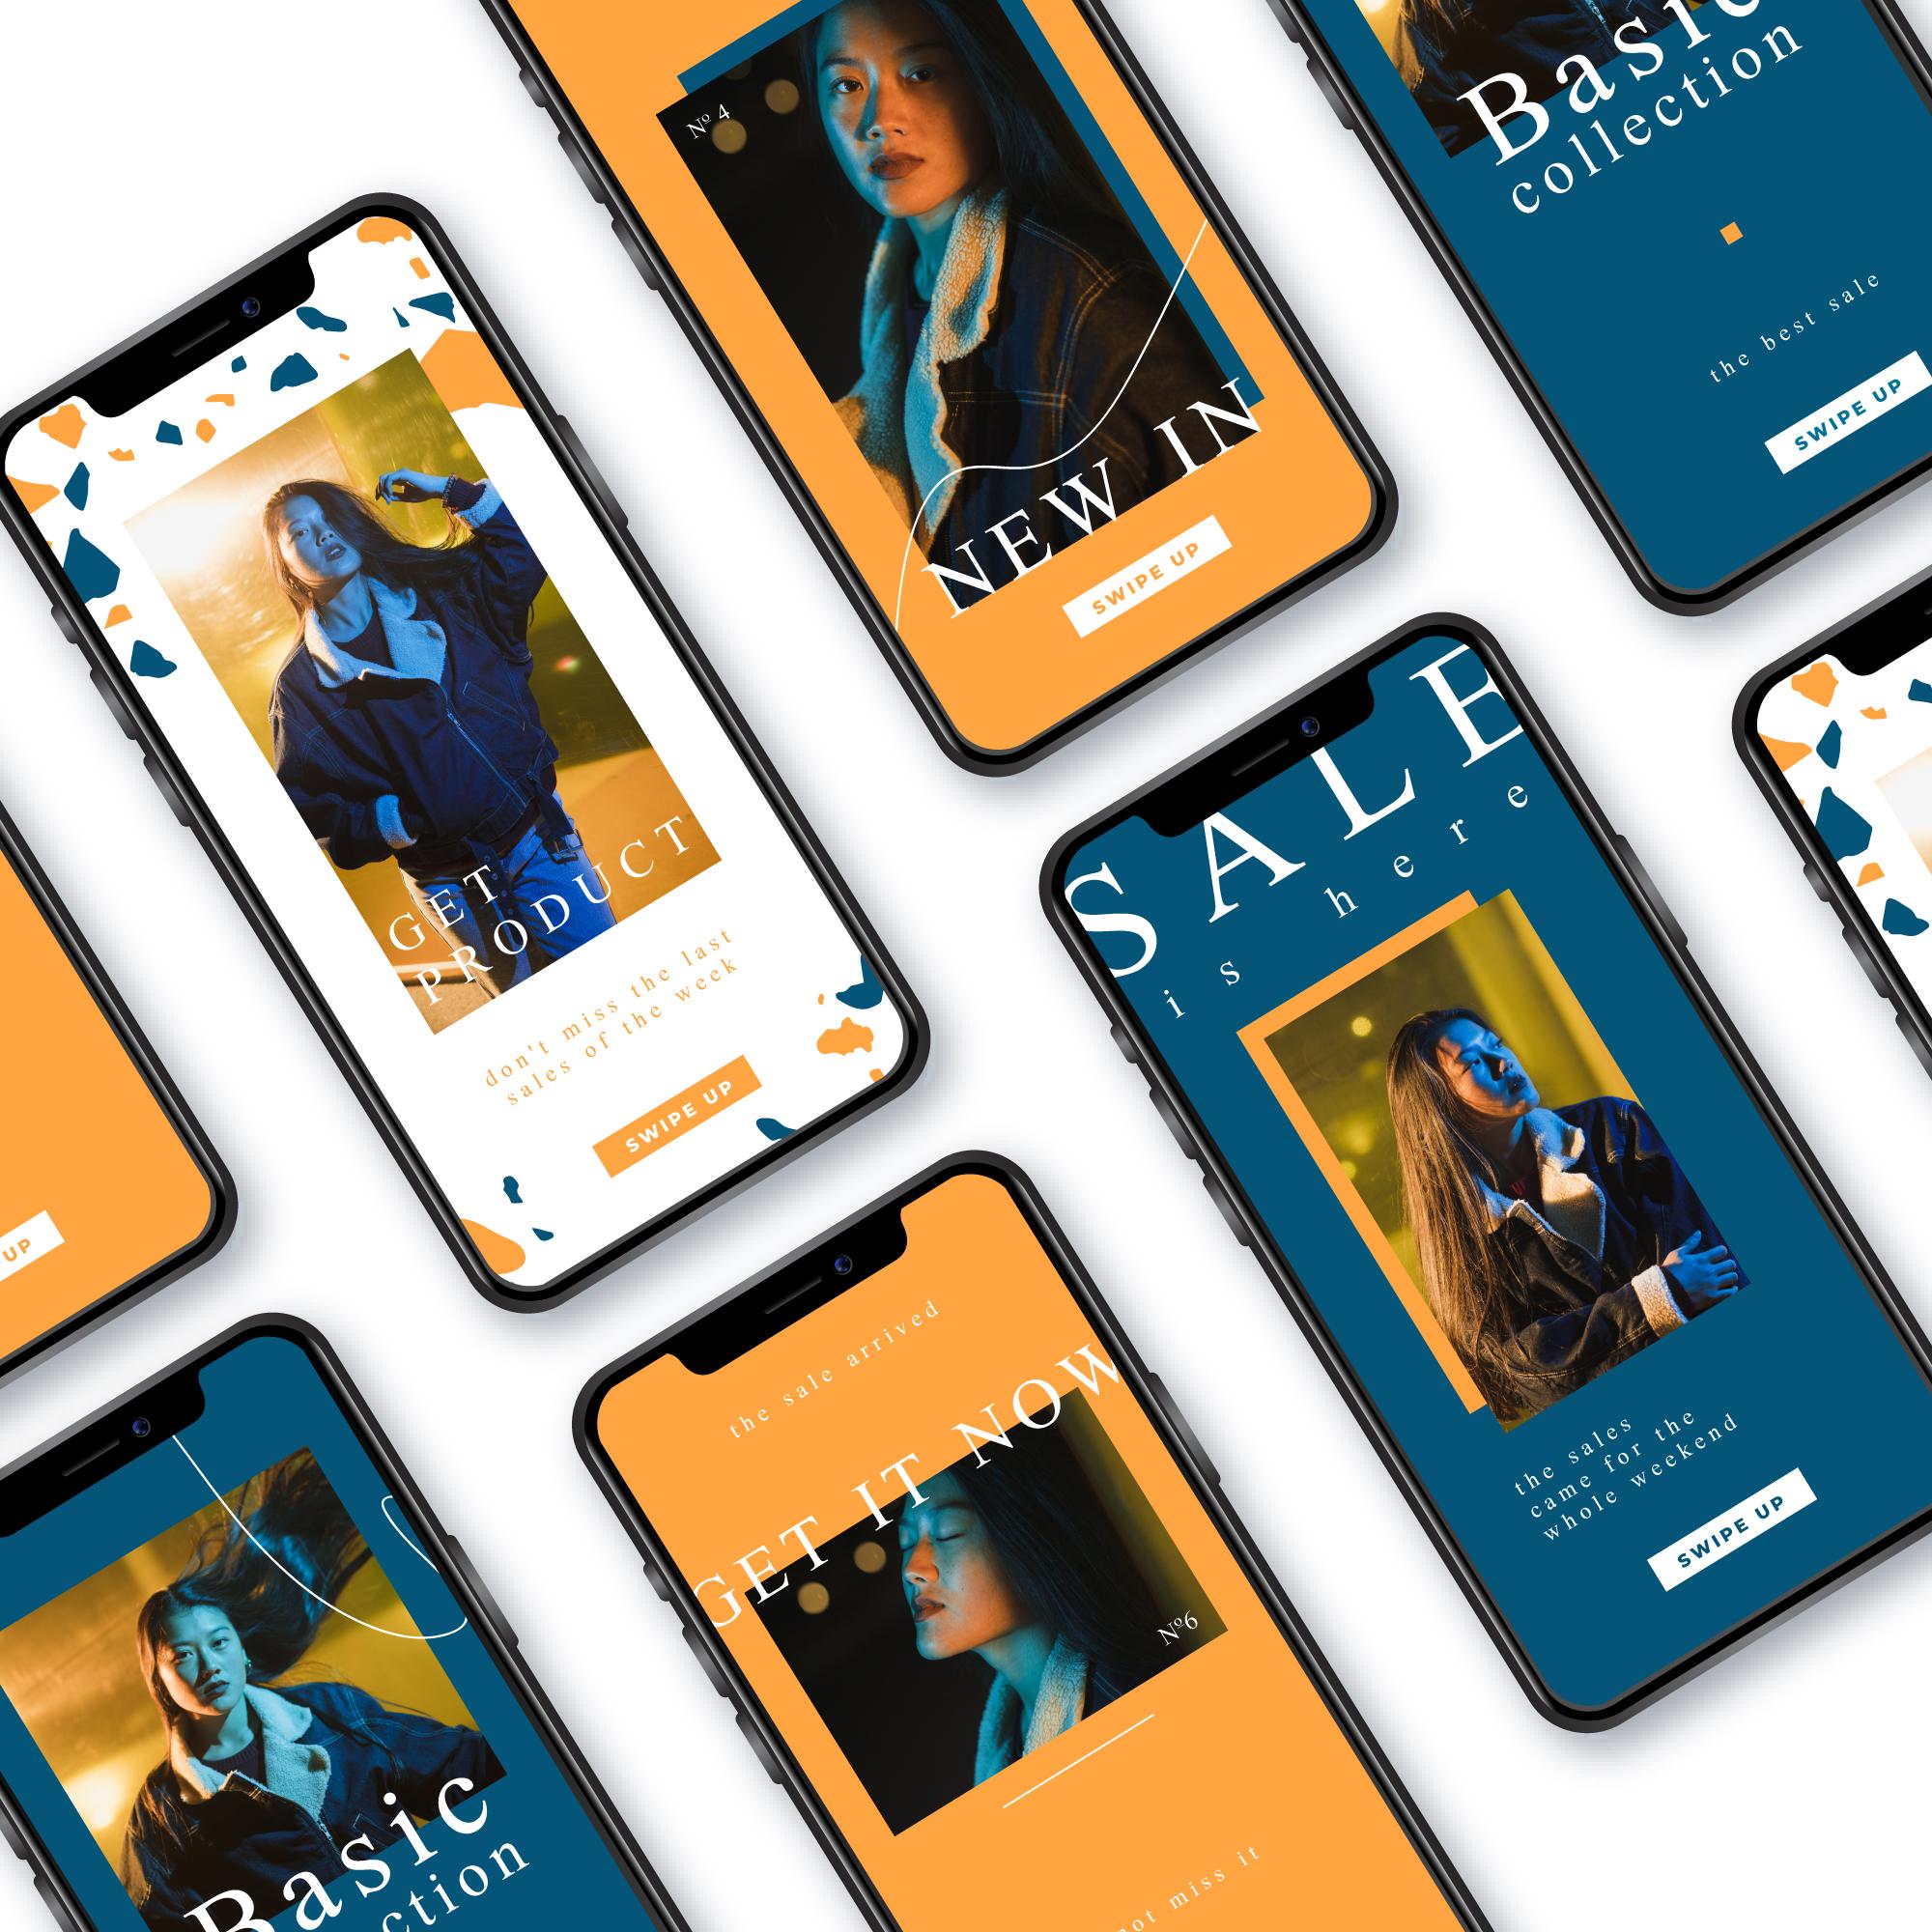 Nº 4
NEW IN
SWIPE UP
Basic
collection
the best sale
SWIPE UP
GET
PRODUCT
don't miss the last
sales of the week
SWIPE UP
SALE
is here
the sales
came for the
whole weekend
SWIPE UP
UP
the sale arrived
GET IT NOW
Nº6
not miss it
Basic
ction